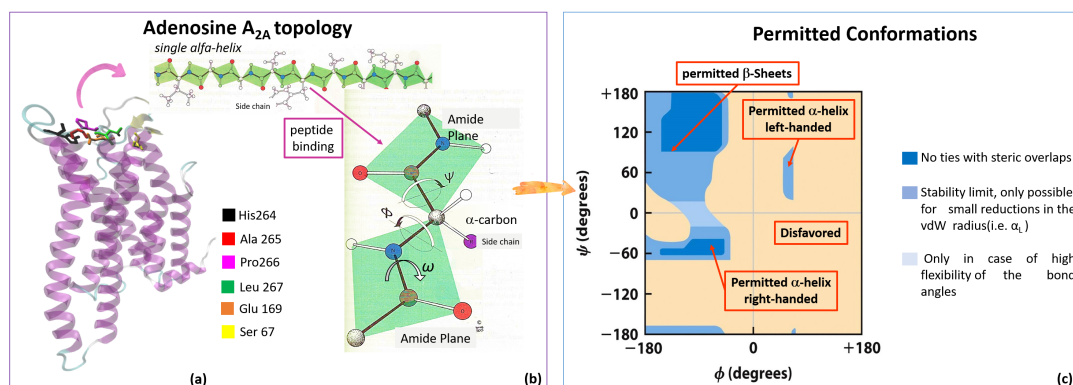 Adenosine A2A topology
single alfa-helix
Side chain
peptide
binding
Amide
Plane
ψ
α-carbon
Φ
Side chain
ω
Amide Plane
His264
Ala 265
Pro266
Leu 267
Glu 169
Ser 67
(a)
(b)
Permitted Conformations
permitted β-Sheets
Permitted α-helix
left-handed
Disfavored
Permitted α-helix
right-handed
+180
120
60
0
−60
−120
−180
ψ (degrees)
−180
0
+180
ϕ (degrees)
No ties with steric overlaps
Stability limit, only possible
for small reductions in the
vdW radius(i.e. αL )
Only in case of high
flexibility of the bond
angles
(c)